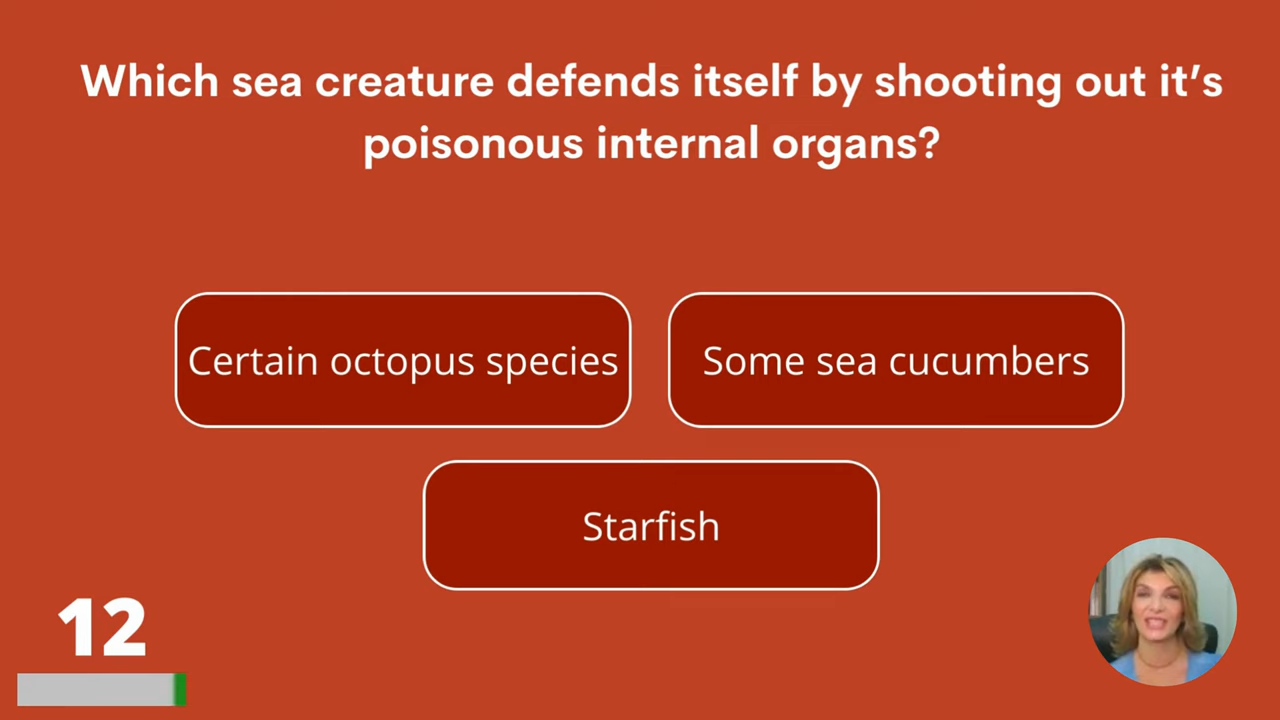 Which sea creature defends itself by shooting out it’s
poisonous internal organs?
Certain octopus species
Some sea cucumbers
Starfish
12